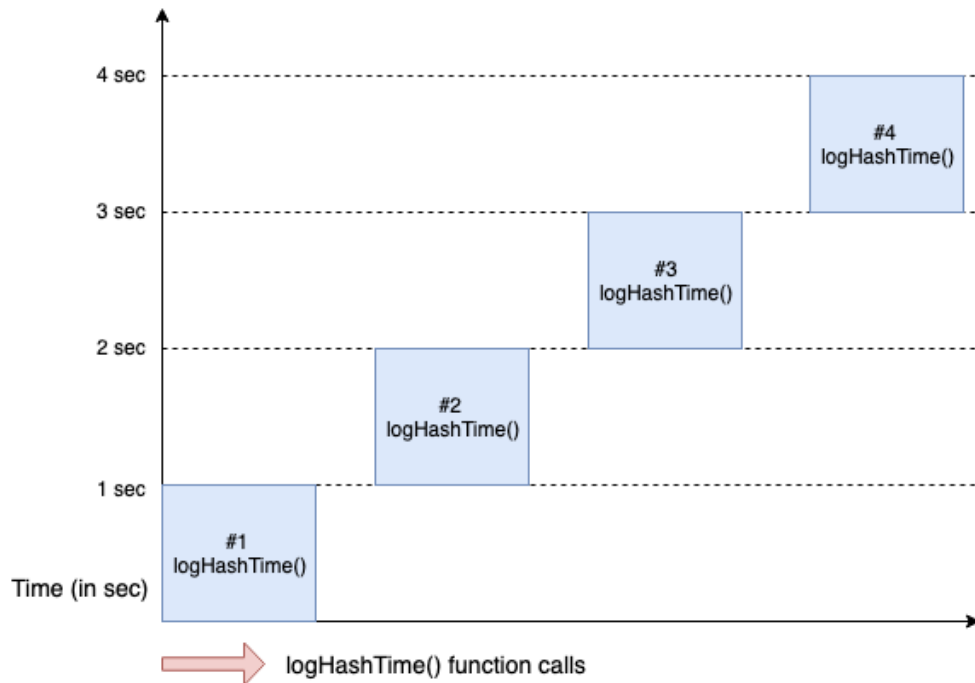 4 sec
#4
logHashTime()
3 sec
#3
logHashTime()
2 sec
#2
logHashTime()
1 sec
#1
logHashTime()
Time (in sec)
logHashTime() function calls